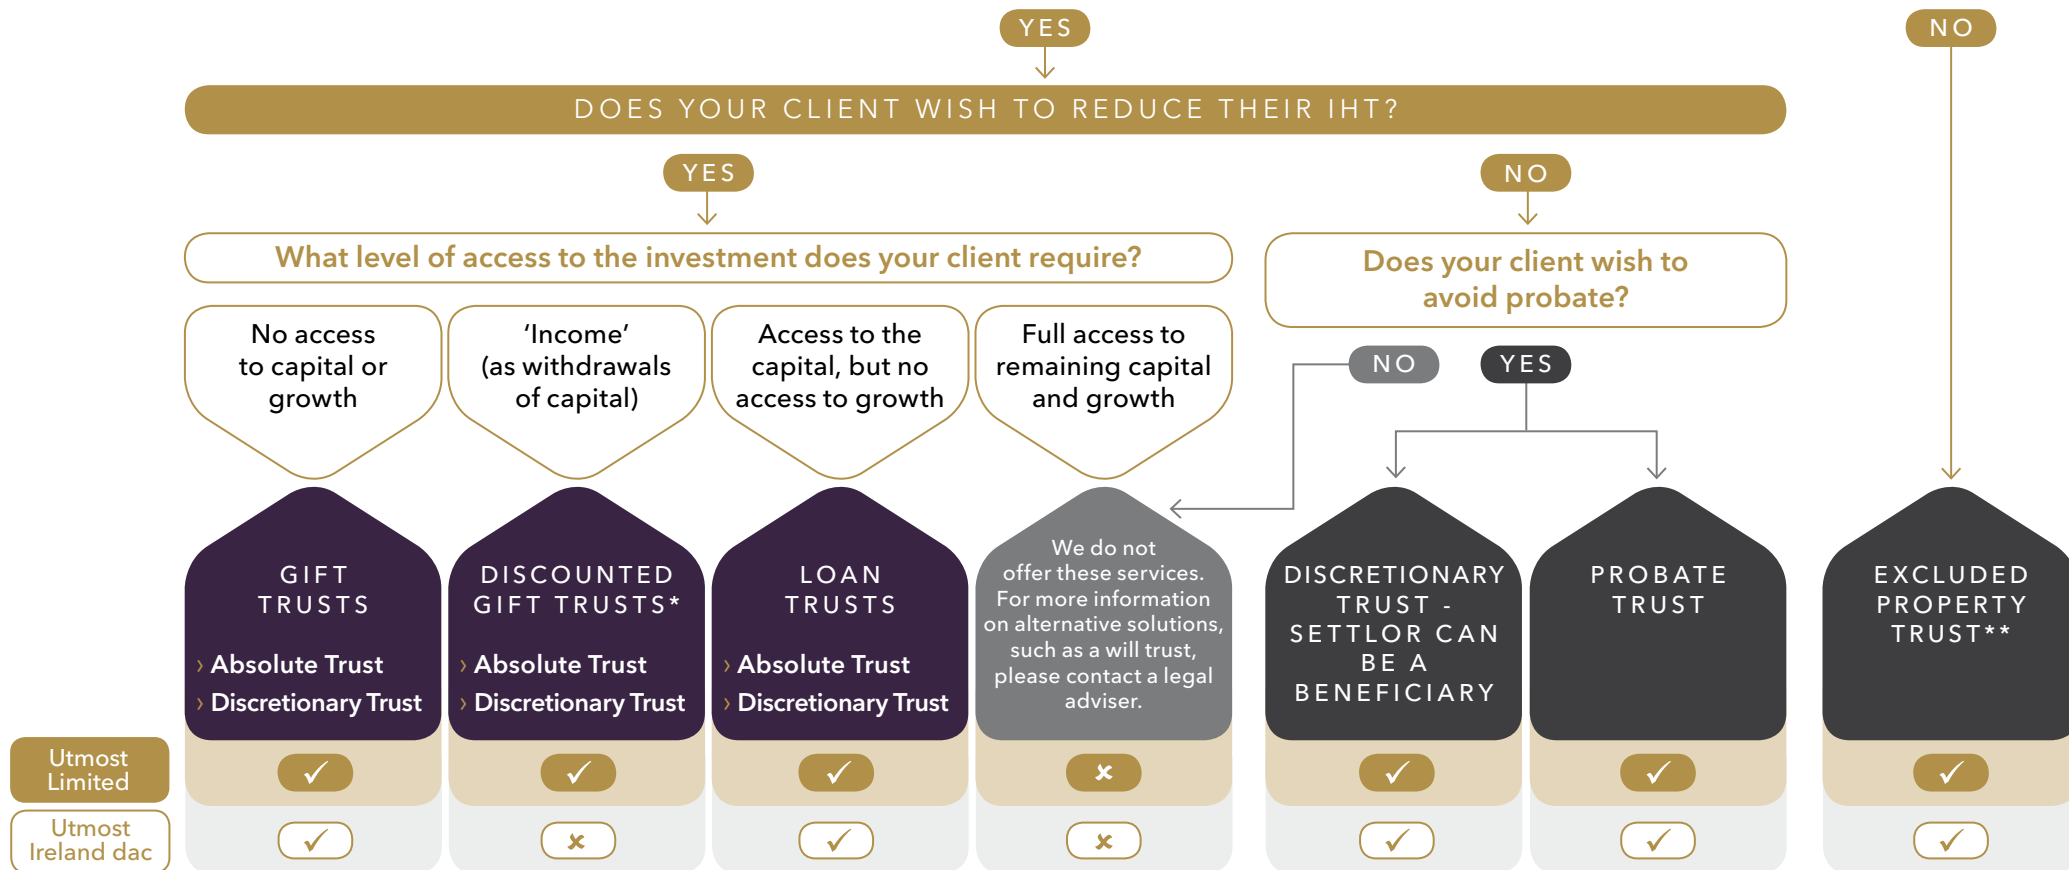 YES
NO
DOES YOUR CLIENT WISH TO REDUCE THEIR IHT?
YES
NO
What level of access to the investment does your client require?
Does your client wish to
avoid probate?
No access
to capital or
growth
‘Income’
(as withdrawals
of capital)
Access to the
capital, but no
access to growth
Full access to
remaining capital
and growth
NO
YES
GIFT
TRUSTS
› Absolute Trust
› Discretionary Trust
DISCOUNTED
GIFT TRUSTS*
› Absolute Trust
› Discretionary Trust
LOAN
TRUSTS
› Absolute Trust
› Discretionary Trust
We do not
offer these services.
For more information
on alternative solutions,
such as a will trust,
please contact a legal
adviser.
DISCRETIONARY
TRUST -
SETTLOR CAN
BE A
BENEFICIARY
PROBATE
TRUST
EXCLUDED
PROPERTY
TRUST**
Utmost
Limited
Utmost
Ireland dac